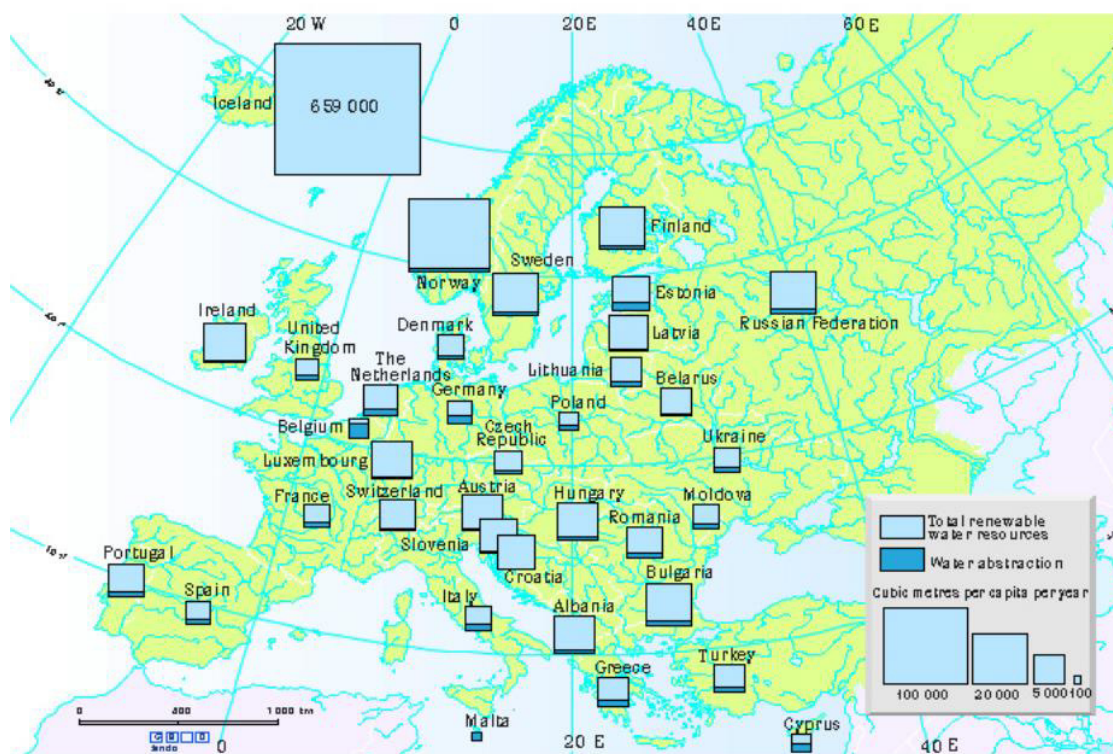 20 W
0
20 E
60 E
Iceland
659 000
Finland
Sweden
Norway
Estonia
Russian Federation
Ireland
Denmark
Latvia
United
Kingdom
The
Netherlands
Lithuania
Belarus
Germany
Poland
Belgium
Czech
Republic
Ukraine
Luxembourg
Switzerland
Austria
Hungary
Moldova
France
Romania
Slovenia
Croatia
Portugal
Bulgaria
Spain
Italy
Albania
Greece
Turkey
Malta
Cyprus
Total renewable
water resources
Water abstraction
Cubic metres per capita per year
100 000
20 000
5 000
100
0
400
1 000 km
G R I D
0
20 E
40 E